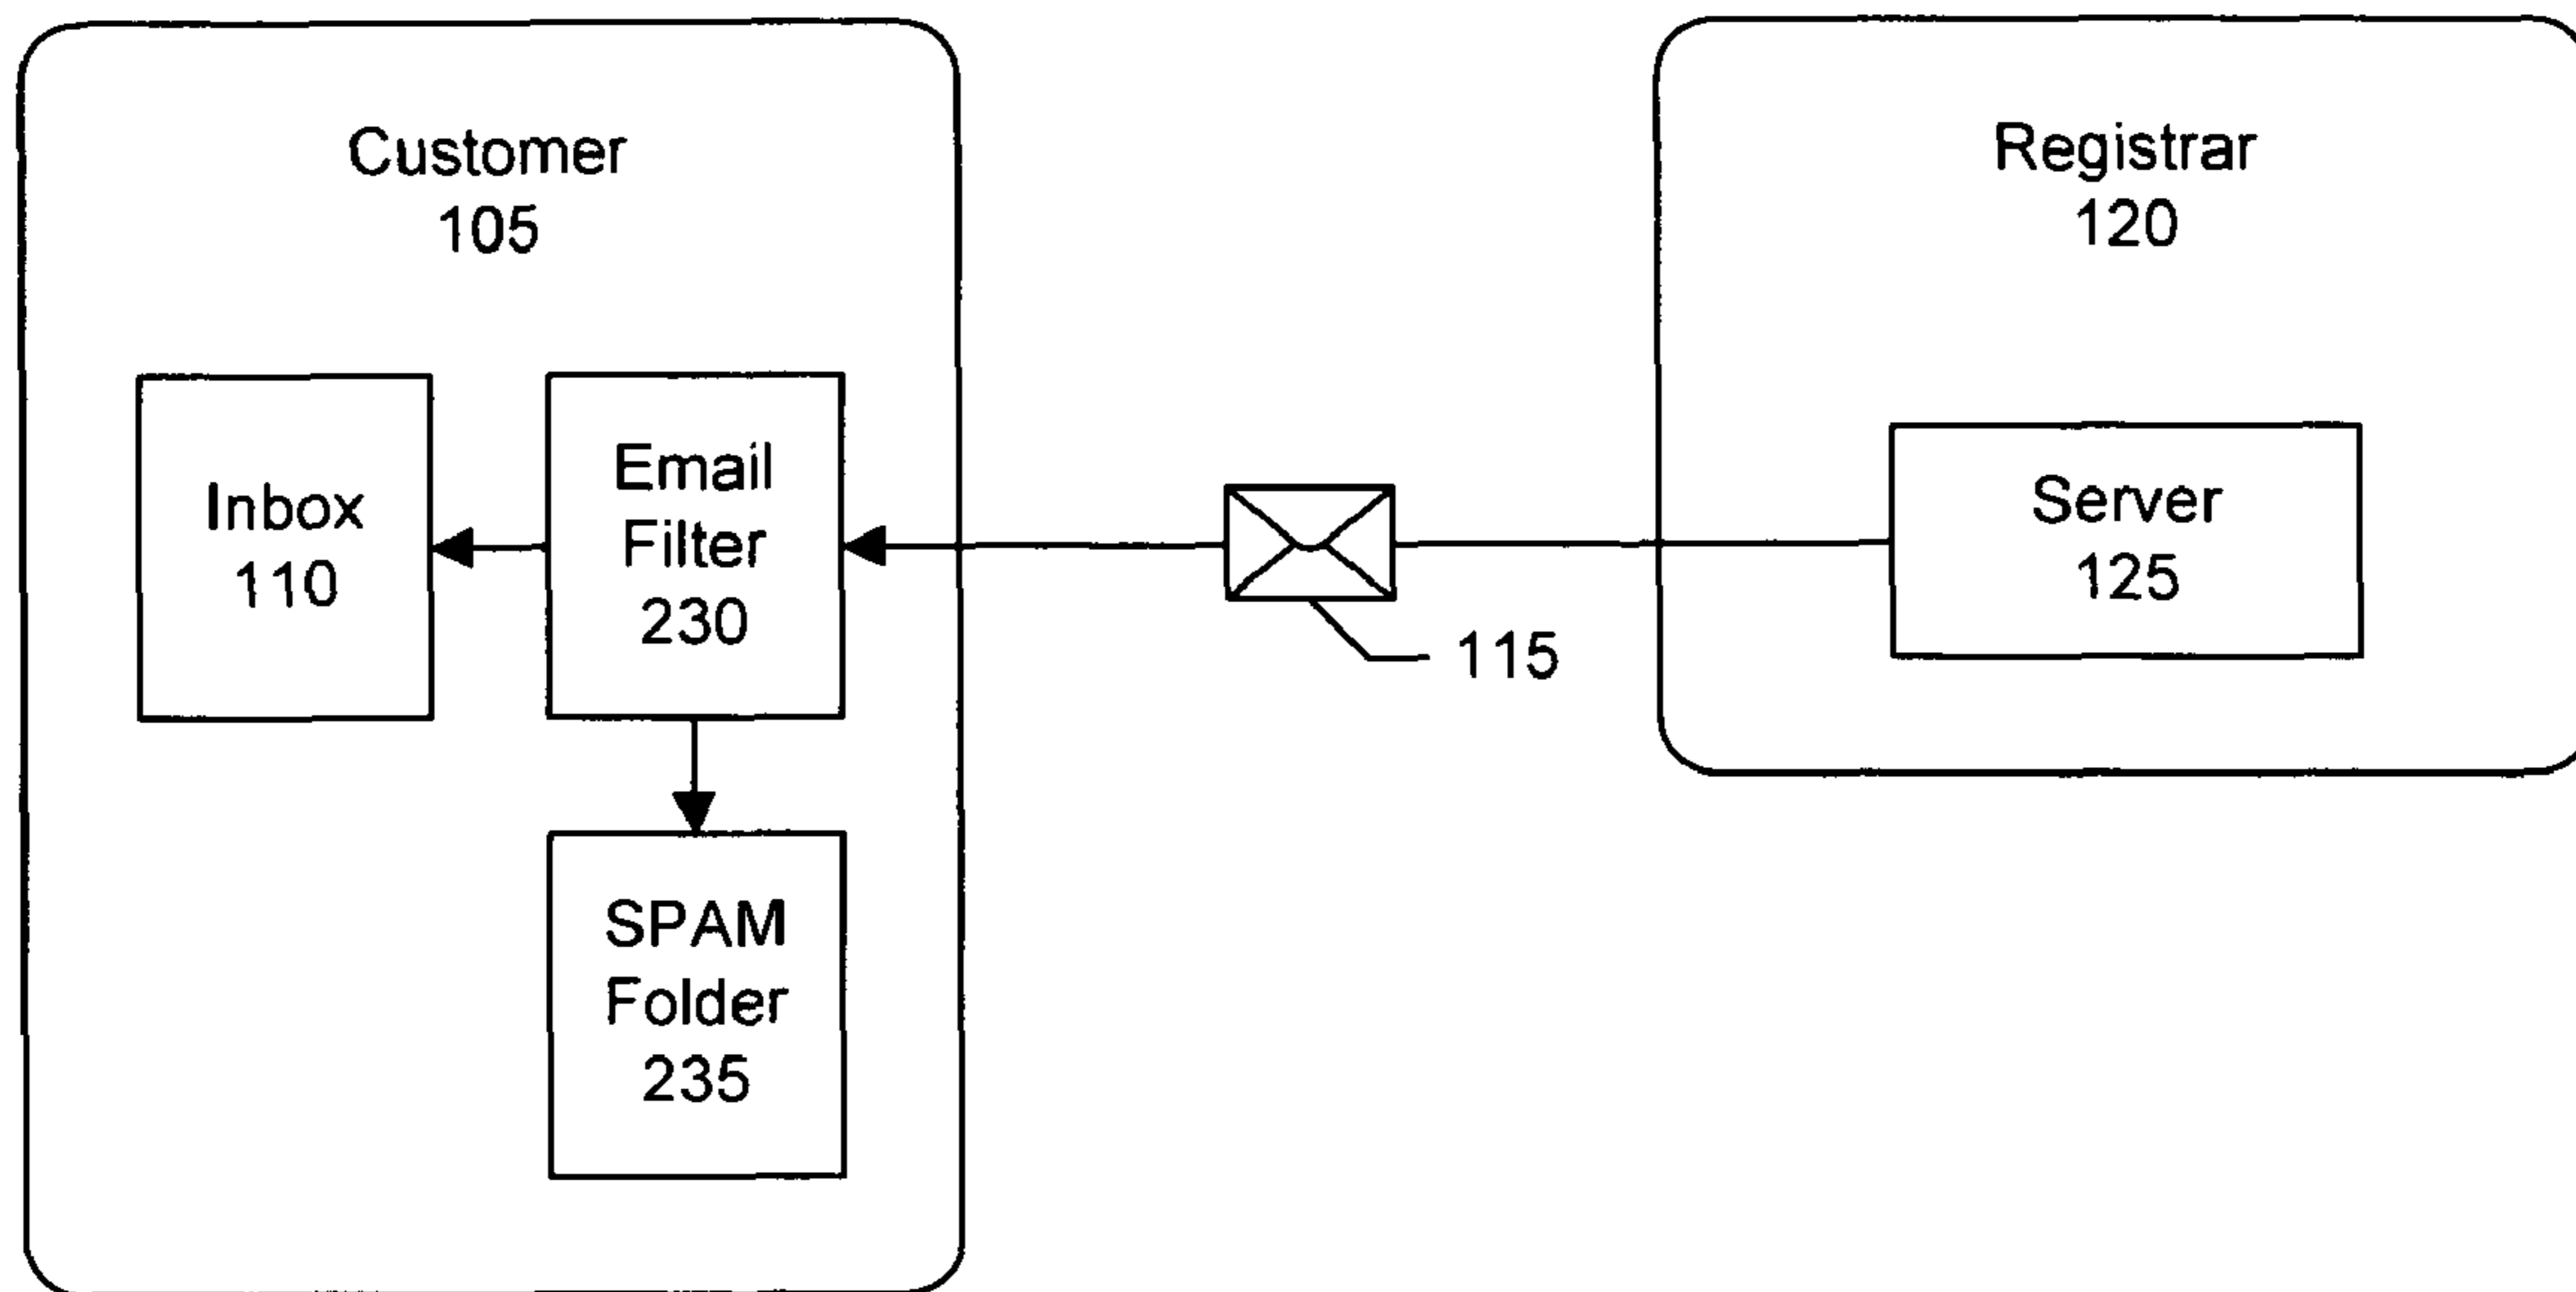 Customer
105
Inbox
110
Email
Filter
230
SPAM
Folder
235
115
Registrar
120
Server
125